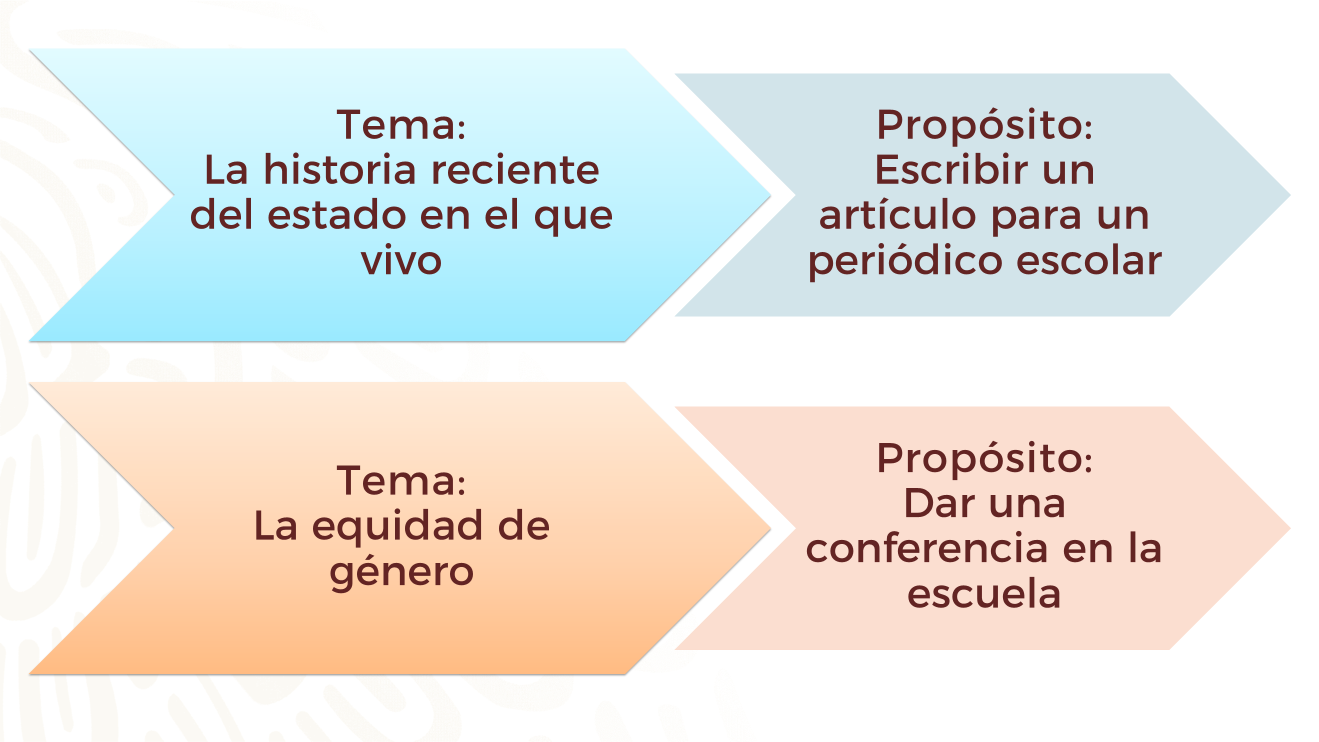 Tema:
La historia reciente
del estado en el que
vivo
Propósito:
Escribir un
artículo para un
periódico escolar
Tema:
La equidad de
género
Propósito:
Dar una
conferencia en la
escuela